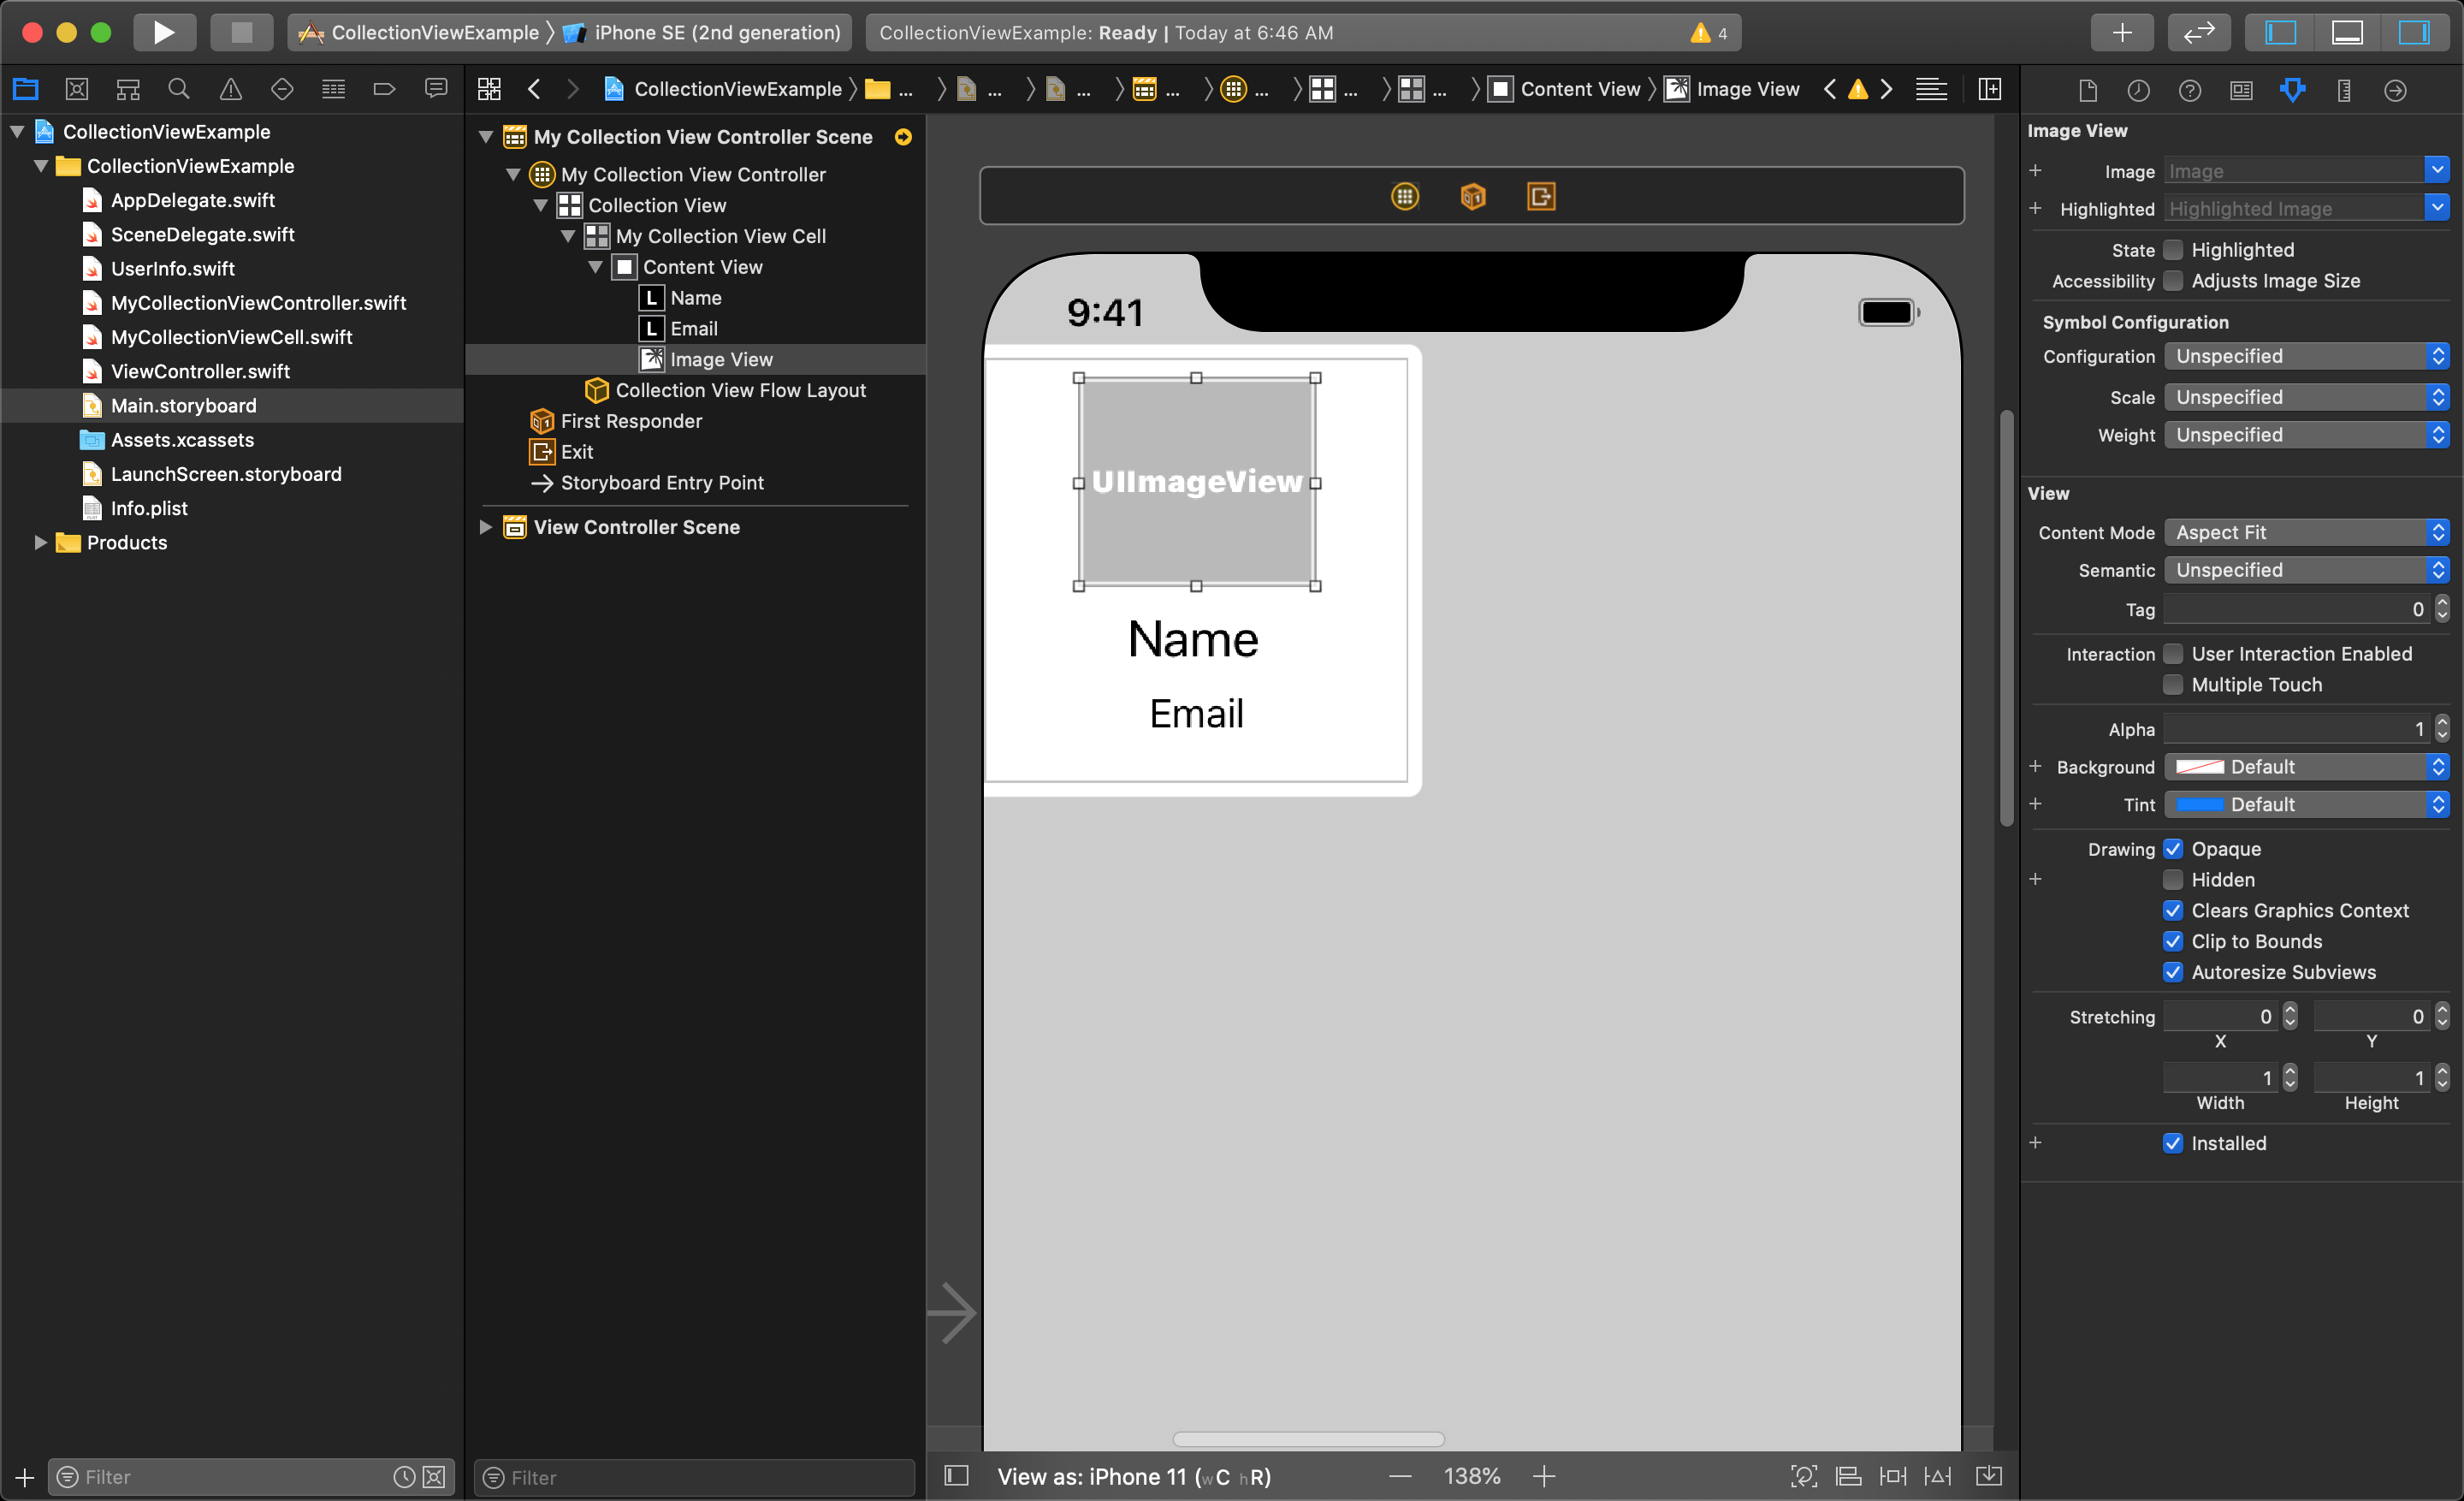 CollectionViewExample 〉 iPhone SE (2nd generation)
CollectionViewExample: Ready | Today at 6:46 AM
4
CollectionViewExample 〉 ... 〉 ... 〉 ... 〉 ... 〉 ... 〉 ... 〉 ... 〉 Content View 〉 Image View
CollectionViewExample
CollectionViewExample
AppDelegate.swift
SceneDelegate.swift
UserInfo.swift
MyCollectionViewController.swift
MyCollectionViewCell.swift
ViewController.swift
Main.storyboard
Assets.xcassets
LaunchScreen.storyboard
Info.plist
Products
Filter
My Collection View Controller Scene
My Collection View Controller
Collection View
My Collection View Cell
Content View
L Name
L Email
Image View
Collection View Flow Layout
First Responder
Exit
Storyboard Entry Point
View Controller Scene
Filter
9:41
UIImageView
Name
Email
View as: iPhone 11 (wC hR)
138%
Image View
Image Image
Highlighted Highlighted Image
State Highlighted
Accessibility Adjusts Image Size
Symbol Configuration
Configuration Unspecified
Scale Unspecified
Weight Unspecified
View
Content Mode Aspect Fit
Semantic Unspecified
Tag 0
Interaction User Interaction Enabled
Multiple Touch
Alpha 1
Background Default
Tint Default
Drawing Opaque
Hidden
Clears Graphics Context
Clip to Bounds
Autoresize Subviews
Stretching 0 0
X Y
1 1
Width Height
Installed